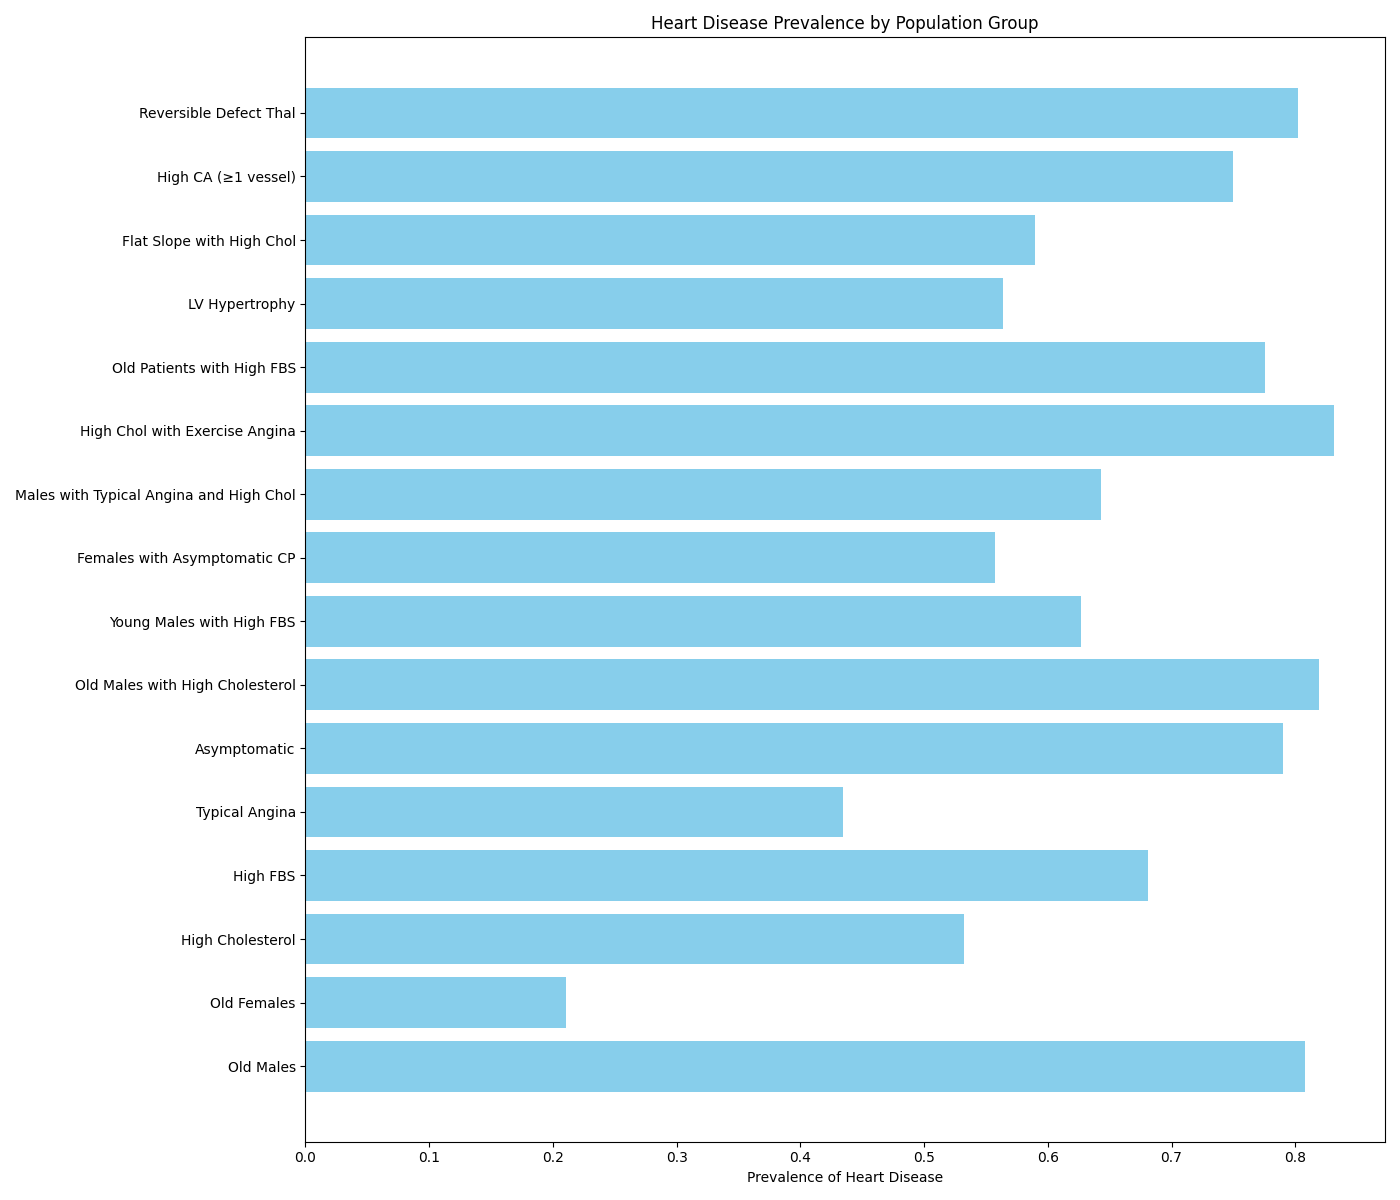 Heart Disease Prevalence by Population Group
Reversible Defect Thal
High CA (≥1 vessel)
Flat Slope with High Chol
LV Hypertrophy
Old Patients with High FBS
High Chol with Exercise Angina
Males with Typical Angina and High Chol
Females with Asymptomatic CP
Young Males with High FBS
Old Males with High Cholesterol
Asymptomatic
Typical Angina
High FBS
High Cholesterol
Old Females
Old Males
0.0 0.1 0.2 0.3 0.4 0.5 0.6 0.7 0.8
Prevalence of Heart Disease